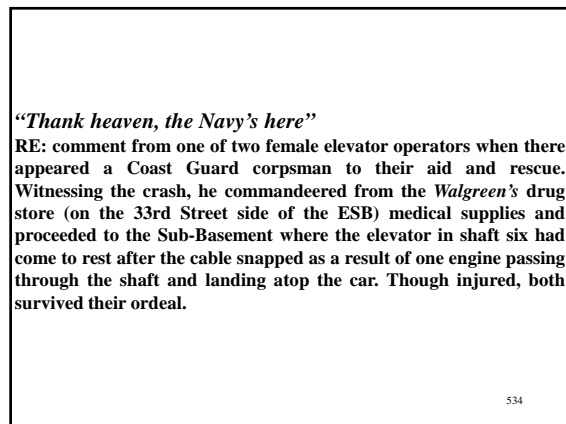 “Thank heaven, the Navy’s here”
RE: comment from one of two female elevator operators when there
appeared a Coast Guard corpsman to their aid and rescue.
Witnessing the crash, he commandeered from the Walgreen’s drug
store (on the 33rd Street side of the ESB) medical supplies and
proceeded to the Sub-Basement where the elevator in shaft six had
come to rest after the cable snapped as a result of one engine passing
through the shaft and landing atop the car. Though injured, both
survived their ordeal.
534